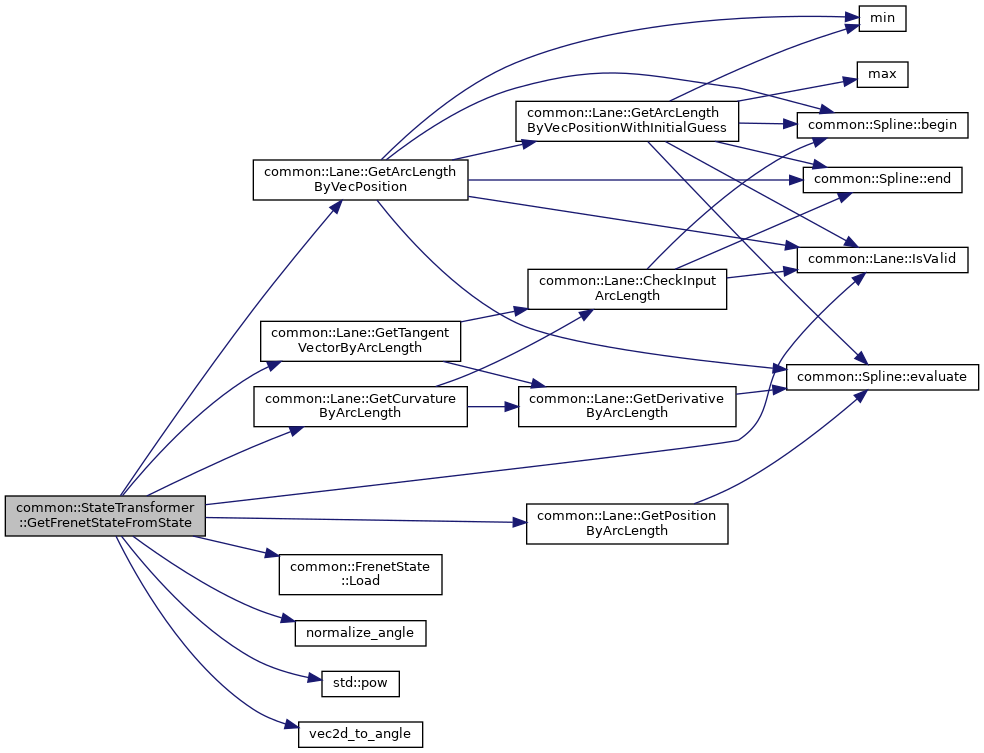 min
max
common::Lane::GetArcLength
ByVecPositionWithInitialGuess
common::Spline::begin
common::Lane::GetArcLength
ByVecPosition
common::Spline::end
common::Lane::IsValid
common::Lane::CheckInput
ArcLength
common::Lane::GetTangent
VectorByArcLength
common::Spline::evaluate
common::Lane::GetCurvature
ByArcLength
common::Lane::GetDerivative
ByArcLength
common::StateTransformer
::GetFrenetStateFromState
common::Lane::GetPosition
ByArcLength
common::FrenetState
::Load
normalize_angle
std::pow
vec2d_to_angle